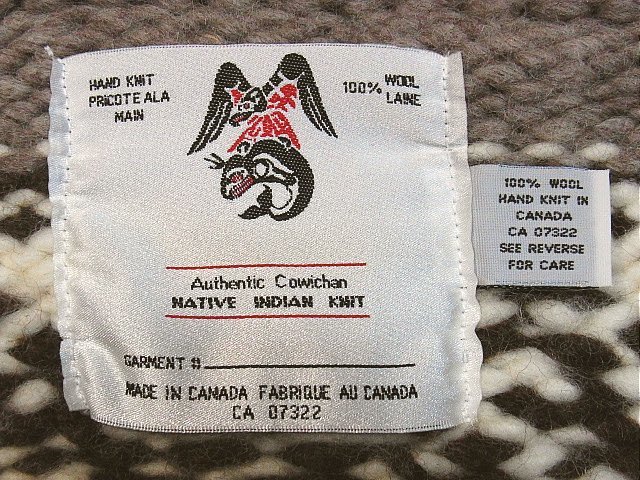 HAND KNIT
PRICOTE ALA
MAIN
100% WOOL
LAINE
Authentic Cowichan
NATIVE INDIAN KNIT
GARMENT #
MADE IN CANADA FABRIQUE AU CANADA
CA 07322
100% WOOL
HAND KNIT IN
CANADA
CA 07322
SEE REVERSE
FOR CARE